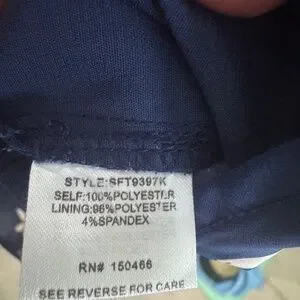 STYLE:SFT9397K
SELF:100%POLYESTER
LINING:96%POLYESTER
4%SPANDEX
RN# 150466
SEE REVERSE FOR CARE